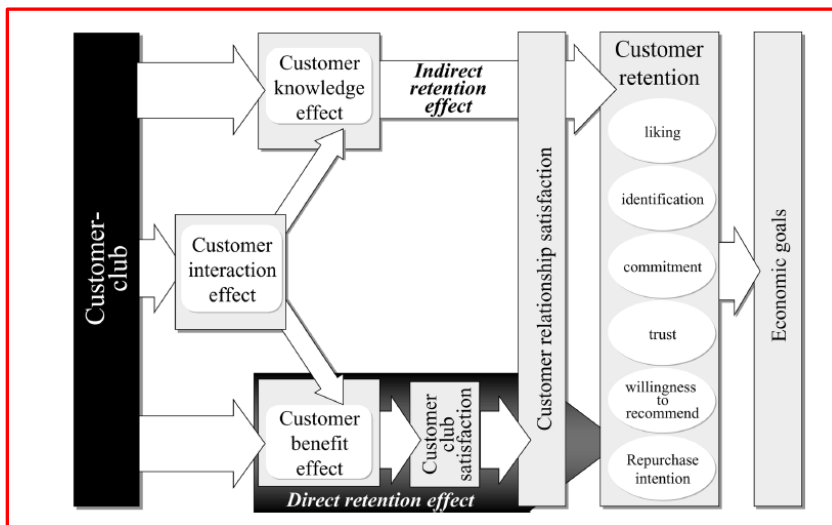 Customer-
club
Customer
knowledge
effect
Indirect
retention
effect
Customer
interaction
effect
Customer
benefit
effect
Customer
club
satisfaction
Direct retention effect
Customer relationship satisfaction
Customer
retention
liking
identification
commitment
trust
willingness
to
recommend
Repurchase
intention
Economic goals